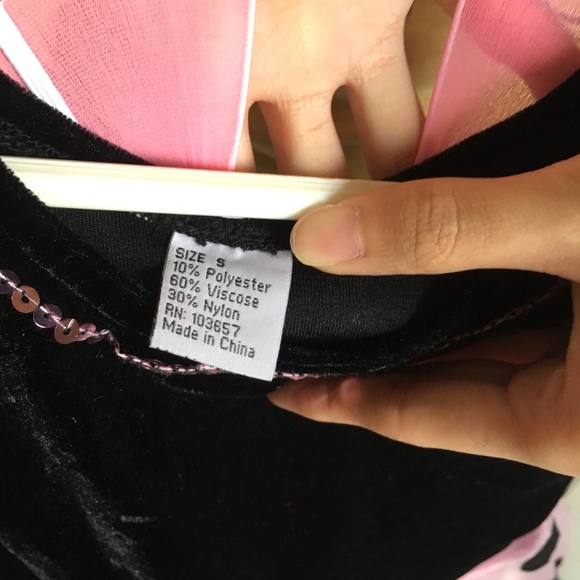 SIZE S
10% Polyester
60% Viscose
30% Nylon
RN: 103657
Made in China